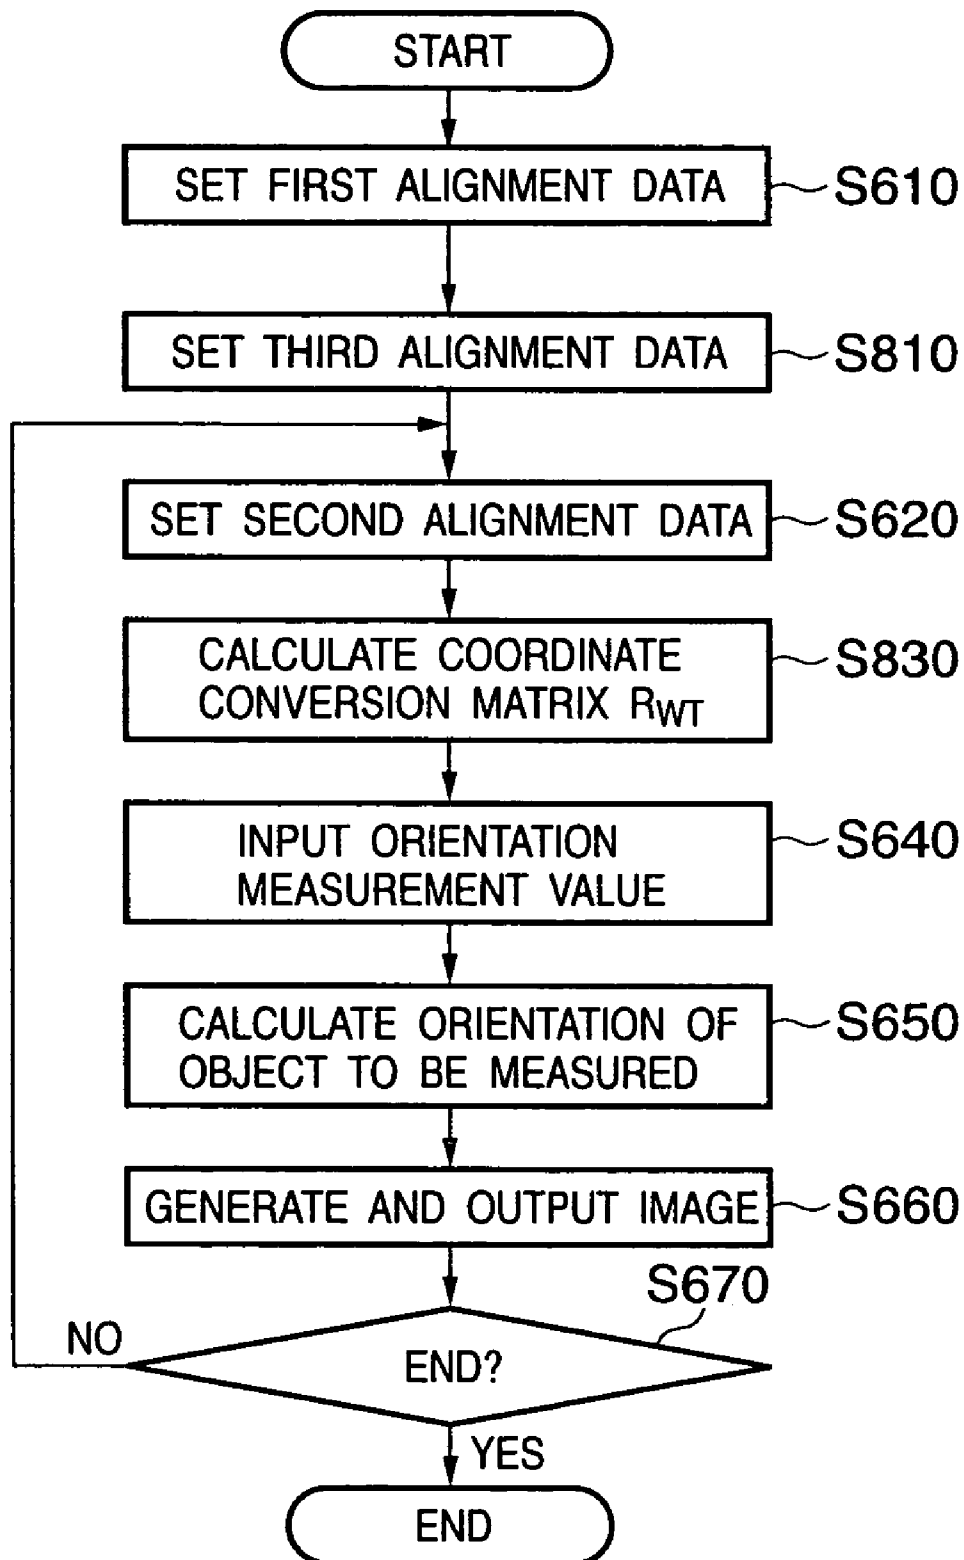 START
SET FIRST ALIGNMENT DATA
S610
SET THIRD ALIGNMENT DATA
S810
SET SECOND ALIGNMENT DATA
S620
CALCULATE COORDINATE
CONVERSION MATRIX RWT
S830
INPUT ORIENTATION
MEASUREMENT VALUE
S640
CALCULATE ORIENTATION OF
OBJECT TO BE MEASURED
S650
GENERATE AND OUTPUT IMAGE
S660
S670
NO
END?
YES
END